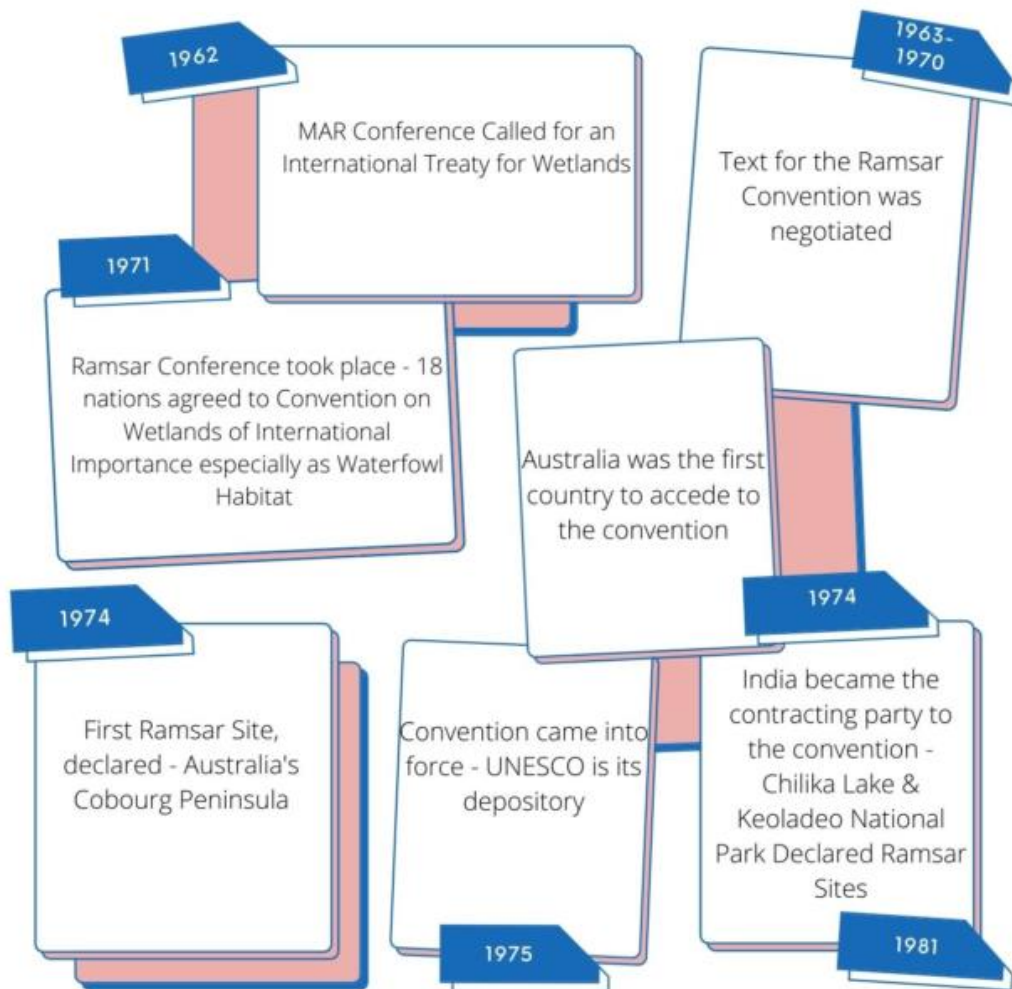 1962
MAR Conference Called for an
International Treaty for Wetlands
1963-
1970
Text for the Ramsar
Convention was
negotiated
1971
Ramsar Conference took place - 18
nations agreed to Convention on
Wetlands of International
Importance especially as Waterfowl
Habitat
Australia was the first
country to accede to
the convention
1974
1974
First Ramsar Site,
declared - Australia's
Cobourg Peninsula
Convention came into
force - UNESCO is its
depository
1975
India became the
contracting party to
the convention -
Chilika Lake &
Keoladeo National
Park Declared Ramsar
Sites
1981